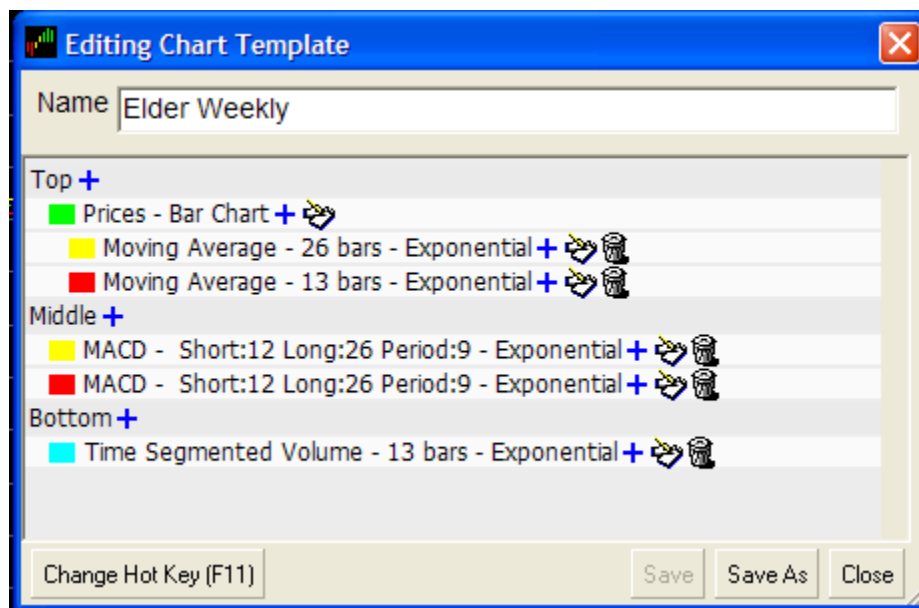 Editing Chart Template
Name Elder Weekly
Top
Prices - Bar Chart
Moving Average - 26 bars - Exponential
Moving Average - 13 bars - Exponential
Middle
MACD - Short:12 Long:26 Period:9 - Exponential
MACD - Short:12 Long:26 Period:9 - Exponential
Bottom
Time Segmented Volume - 13 bars - Exponential
Change Hot Key (F11) Save Save As Close